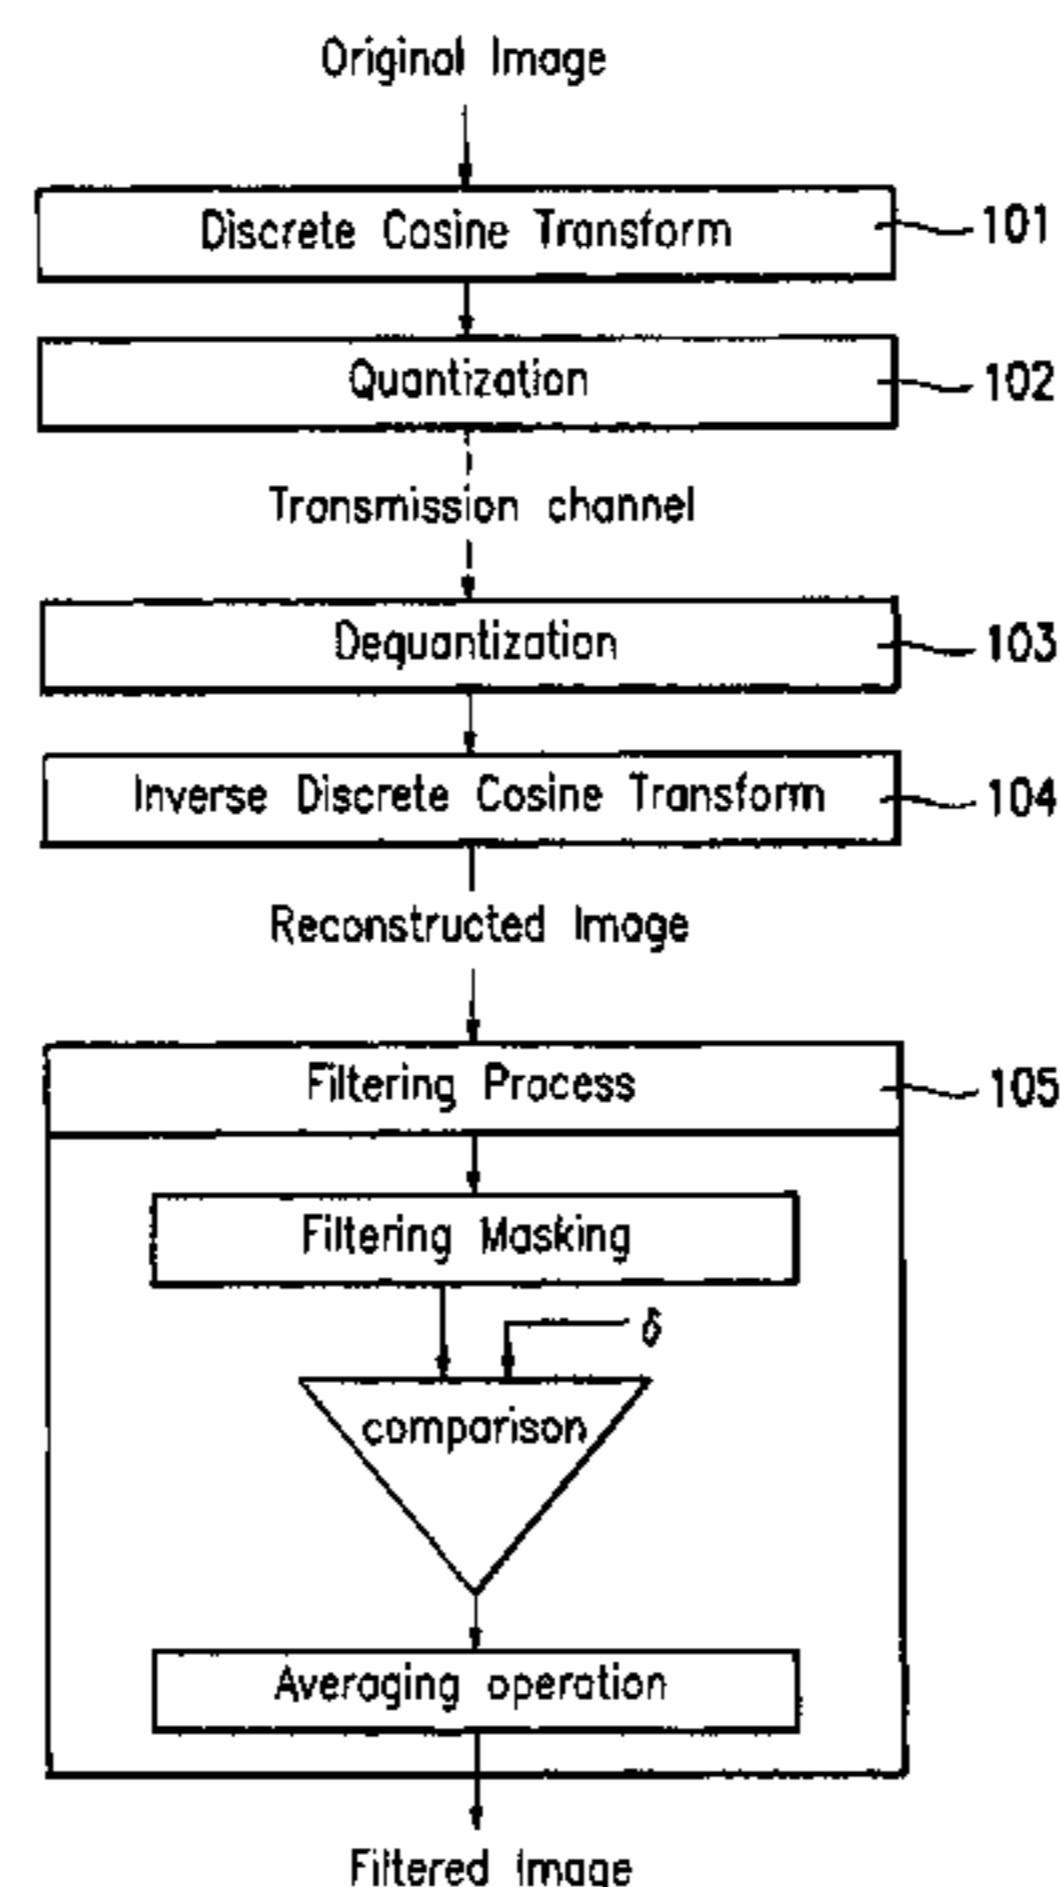 Original Image
Discrete Cosine Transform 101
Quantization 102
Transmission channel
Dequantization 103
Inverse Discrete Cosine Transform 104
Reconstructed Image
Filtering Process 105
Filtering Masking
δ
comparison
Averaging operation
Filtered Image